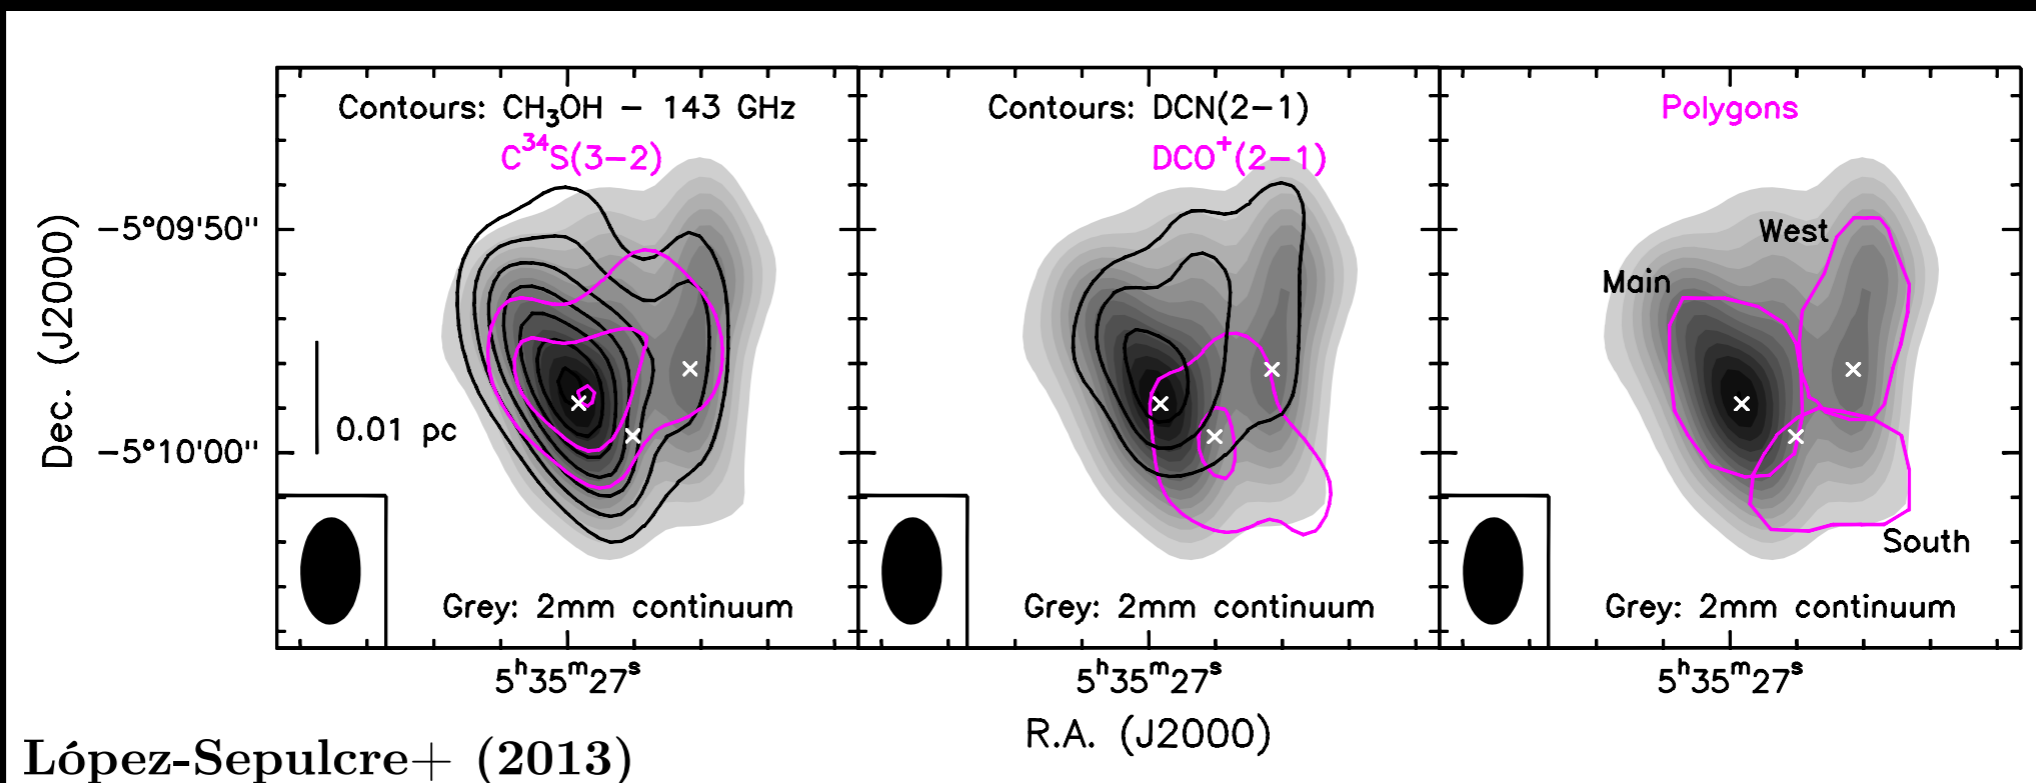 Contours: CH₃OH − 143 GHz
C³⁴S(3−2)
Contours: DCN(2−1)
DCO⁺(2−1)
Polygons
West
Main
South
−5°09'50"
−5°10'00"
Dec. (J2000)
0.01 pc
Grey: 2mm continuum
Grey: 2mm continuum
Grey: 2mm continuum
5ʰ35ᵐ27ˢ
5ʰ35ᵐ27ˢ
5ʰ35ᵐ27ˢ
R.A. (J2000)
López-Sepulcre+ (2013)